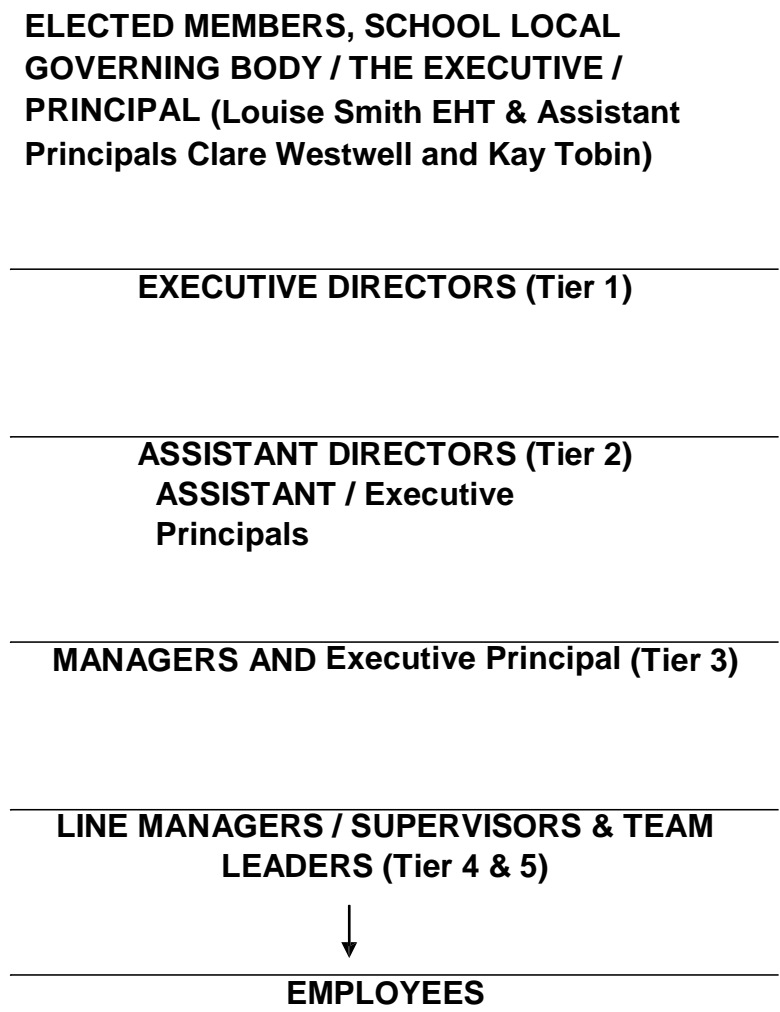 ELECTED MEMBERS, SCHOOL LOCAL
GOVERNING BODY / THE EXECUTIVE /
PRINCIPAL (Louise Smith EHT & Assistant
Principals Clare Westwell and Kay Tobin)
EXECUTIVE DIRECTORS (Tier 1)
ASSISTANT DIRECTORS (Tier 2)
ASSISTANT / Executive
Principals
MANAGERS AND Executive Principal (Tier 3)
LINE MANAGERS / SUPERVISORS & TEAM
LEADERS (Tier 4 & 5)
EMPLOYEES